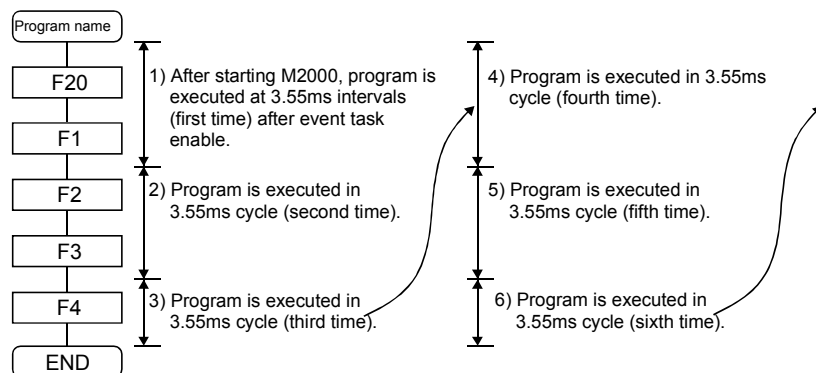 Program name
F20
F1
F2
F3
F4
END
1) After starting M2000, program is
executed at 3.55ms intervals
(first time) after event task
enable.
2) Program is executed in
3.55ms cycle (second time).
3) Program is executed in
3.55ms cycle (third time).
4) Program is executed in 3.55ms
cycle (fourth time).
5) Program is executed in
3.55ms cycle (fifth time).
6) Program is executed in
3.55ms cycle (sixth time).